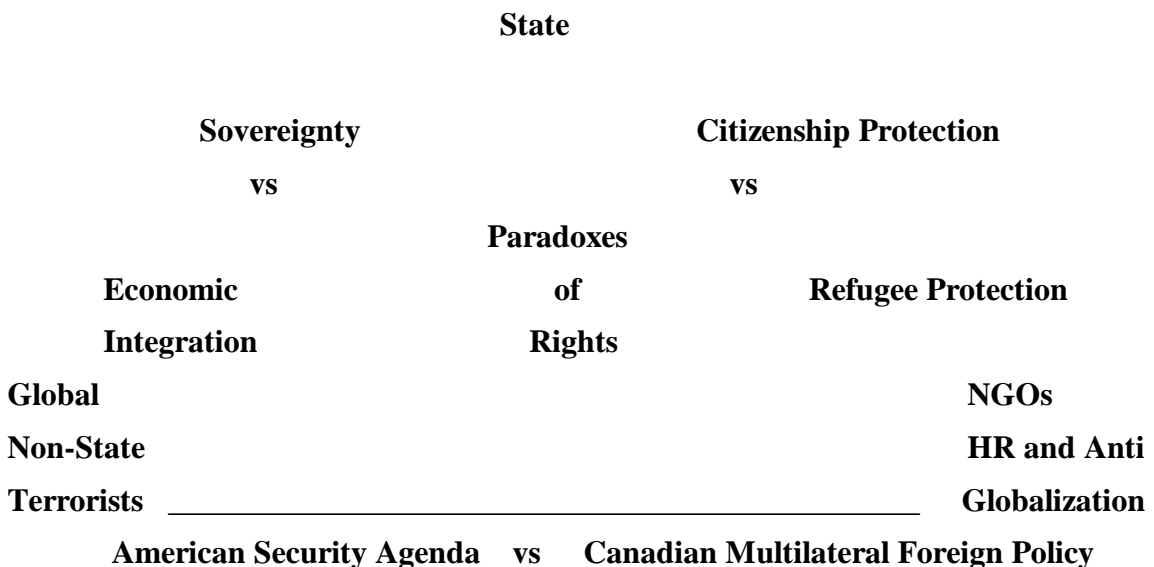 State
Sovereignty Citizenship Protection
vs vs
Paradoxes
Economic of Refugee Protection
Integration Rights
Global NGOs
Non-State HR and Anti
Terrorists _______________________________________________ Globalization
American Security Agenda vs Canadian Multilateral Foreign Policy